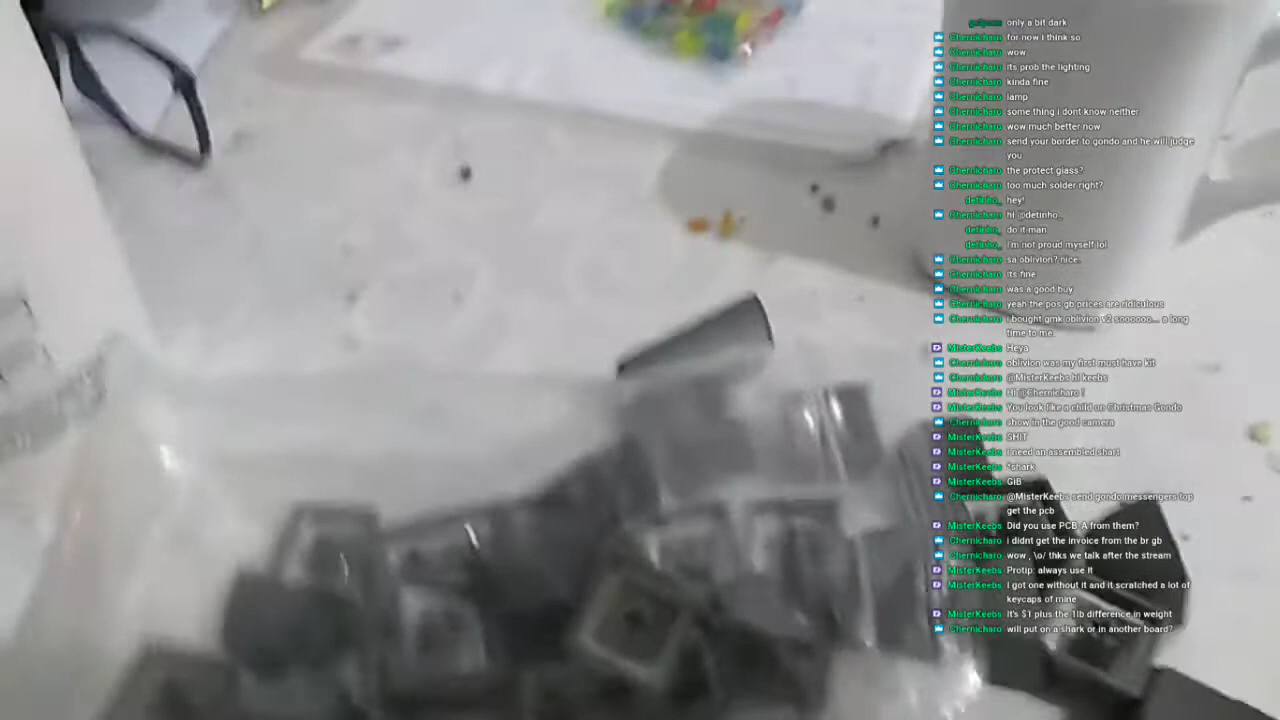 only a bit dark
Chernicharo for now i think so
Chernicharo wow
Chernicharo its prob the lighting
Chernicharo kinda fine
Chernicharo lamp
Chernicharo some thing i dont know neither
Chernicharo wow much better now
Chernicharo send your border to gondo and he will judge
you
Chernicharo the protect glass?
Chernicharo too much solder right?
detinho_ hey!
Chernicharo hi @detinho_
detinho_ do it man
detinho_ I'm not proud myself lol
Chernicharo sa oblivion? nice.
Chernicharo its fine
Chernicharo was a good buy
Chernicharo yeah the pos gb prices are ridiculous
Chernicharo i bought gmk oblivion v2 soooooo... a long
time to me.
MisterKeebs Heya
Chernicharo oblivion was my first must have kit
Chernicharo @MisterKeebs hi keebs
MisterKeebs Hi @Chernicharo !
MisterKeebs You look like a child on Christmas Gondo
Chernicharo show in the good camera
MisterKeebs SHIT
MisterKeebs i need an assembled shart
MisterKeebs *shark
MisterKeebs GIB
Chernicharo @MisterKeebs send gondo messengers top
get the pcb
MisterKeebs Did you use PCB-A from them?
Chernicharo i didnt get the invoice from the br gb
Chernicharo wow , \o/ thks we talk after the stream
MisterKeebs Protip: always use it
MisterKeebs I got one without it and it scratched a lot of
keycaps of mine
MisterKeebs It's $1 plus the 1lb difference in weight
Chernicharo will put on a shark or in another board?